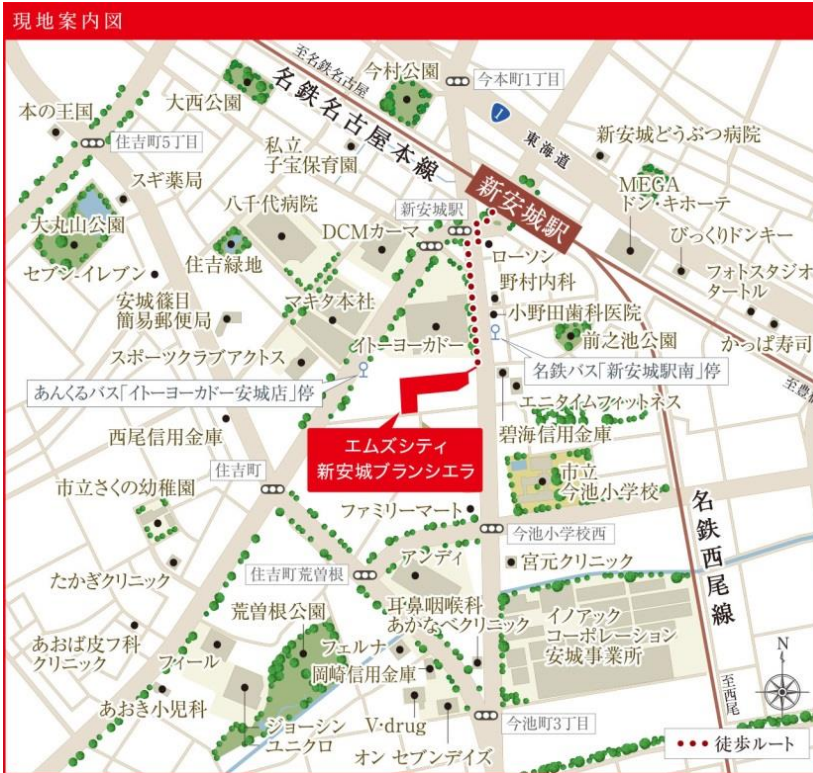 現地案内図
至名鉄名古屋
今村公園
今本町1丁目
大西公園
名鉄名古屋本線
1
東海道
本の王国
住吉町5丁目
私立
子宝保育園
新安城どうぶつ病院
スギ薬局
八千代病院
新安城駅
新安城駅
MEGA
ドン・キホーテ
大丸山公園
DCMカーマ
ローソン
びっくりドンキー
セブン-イレブン
住吉緑地
野村内科
フォトスタジオ
タートル
安城篠目
簡易郵便局
マキタ本社
小野田歯科医院
イトーヨーカドー
前之池公園
かっぱ寿司
スポーツクラブアクトス
名鉄バス「新安城駅南」停
あんくるバス「イトーヨーカドー安城店」停
エニタイムフィットネス
西尾信用金庫
碧海信用金庫
エムズシティ
新安城ブランシエラ
住吉町
市立さくの幼稚園
市立
今池小学校
名鉄西尾線
ファミリーマート
今池小学校西
たかぎクリニック
住吉町荒曽根
アンディ
宮元クリニック
荒曽根公園
耳鼻咽喉科
あかなべクリニック
イノアック
コーポレーション
安城事業所
あおば皮フ科
クリニック
フィール
フェルナ
岡崎信用金庫
N
至西尾
あおき小児科
ジョーシン
ユニクロ
V・drug
オン セブンデイズ
今池町3丁目
徒歩ルート